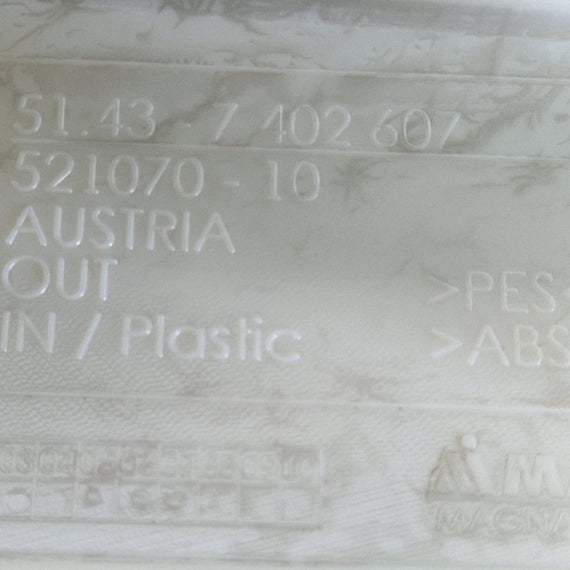 51.43 - 7 402 607
521070 - 10
AUSTRIA
OUT >PES<
IN / Plastic >ABS
MAGNA